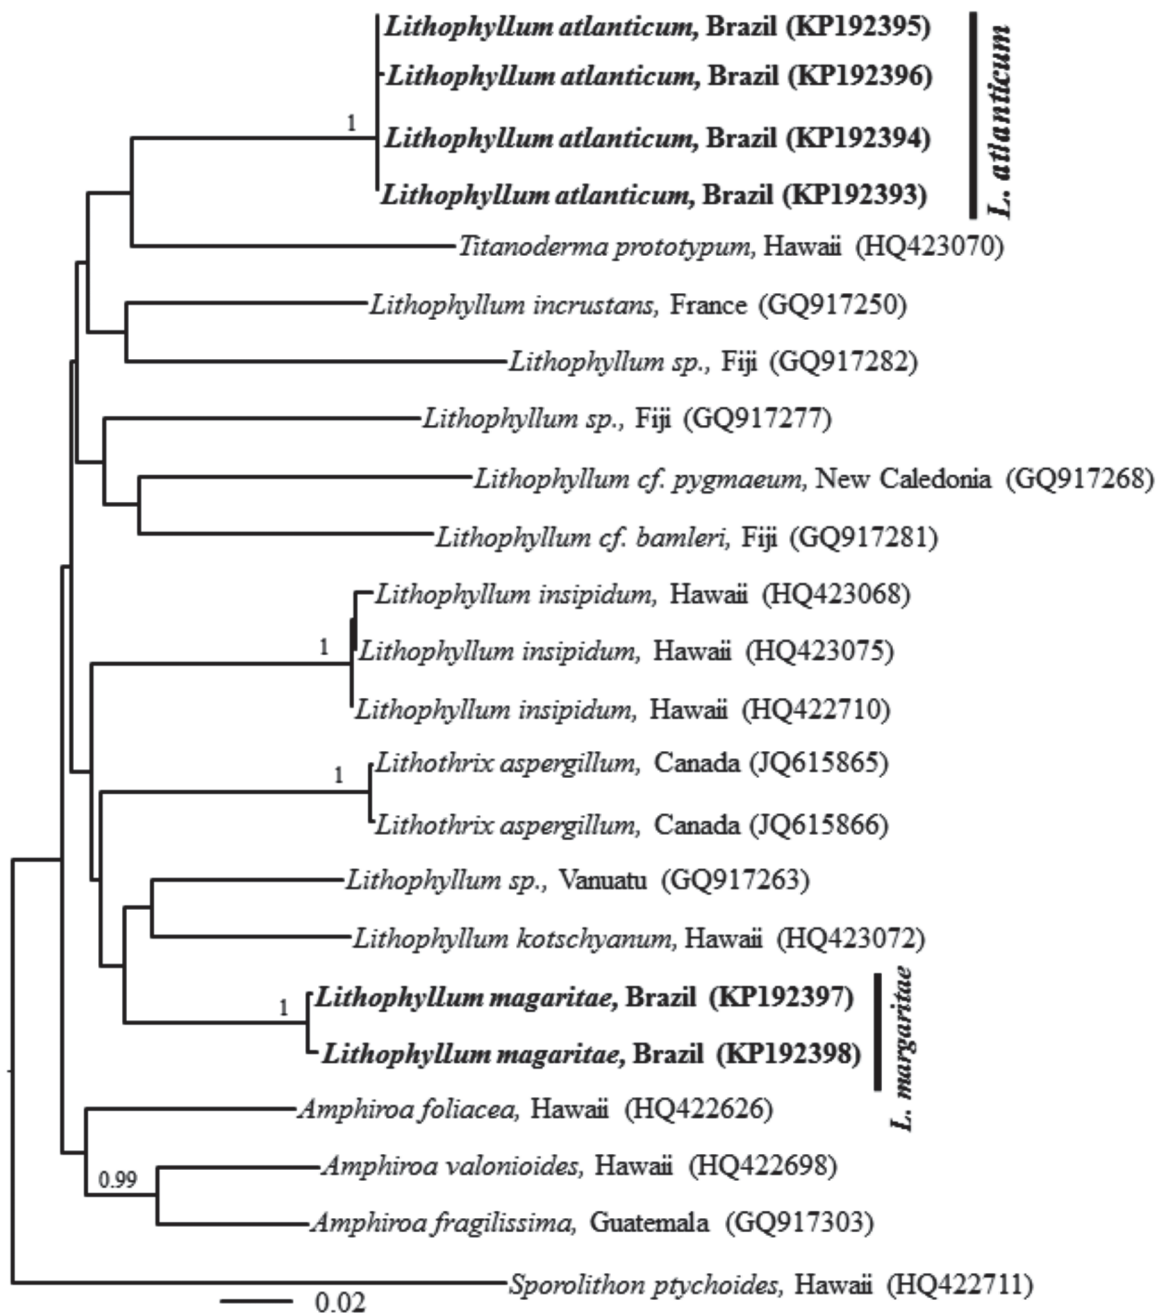 Lithophyllum atlanticum, Brazil (KP192395)
Lithophyllum atlanticum, Brazil (KP192396)
1
Lithophyllum atlanticum, Brazil (KP192394)
Lithophyllum atlanticum, Brazil (KP192393)
L. atlanticum
Titanoderma prototypum, Hawaii (HQ423070)
Lithophyllum incrustans, France (GQ917250)
Lithophyllum sp., Fiji (GQ917282)
Lithophyllum sp., Fiji (GQ917277)
Lithophyllum cf. pygmaeum, New Caledonia (GQ917268)
Lithophyllum cf. bamleri, Fiji (GQ917281)
Lithophyllum insipidum, Hawaii (HQ423068)
1
Lithophyllum insipidum, Hawaii (HQ423075)
Lithophyllum insipidum, Hawaii (HQ422710)
Lithothrix aspergillum, Canada (JQ615865)
1
Lithothrix aspergillum, Canada (JQ615866)
Lithophyllum sp., Vanuatu (GQ917263)
Lithophyllum kotschyanum, Hawaii (HQ423072)
Lithophyllum magaritae, Brazil (KP192397)
1
Lithophyllum magaritae, Brazil (KP192398)
L. margaritae
Amphiroa foliacea, Hawaii (HQ422626)
Amphiroa valonioides, Hawaii (HQ422698)
0.99
Amphiroa fragilissima, Guatemala (GQ917303)
Sporolithon ptychoides, Hawaii (HQ422711)
0.02